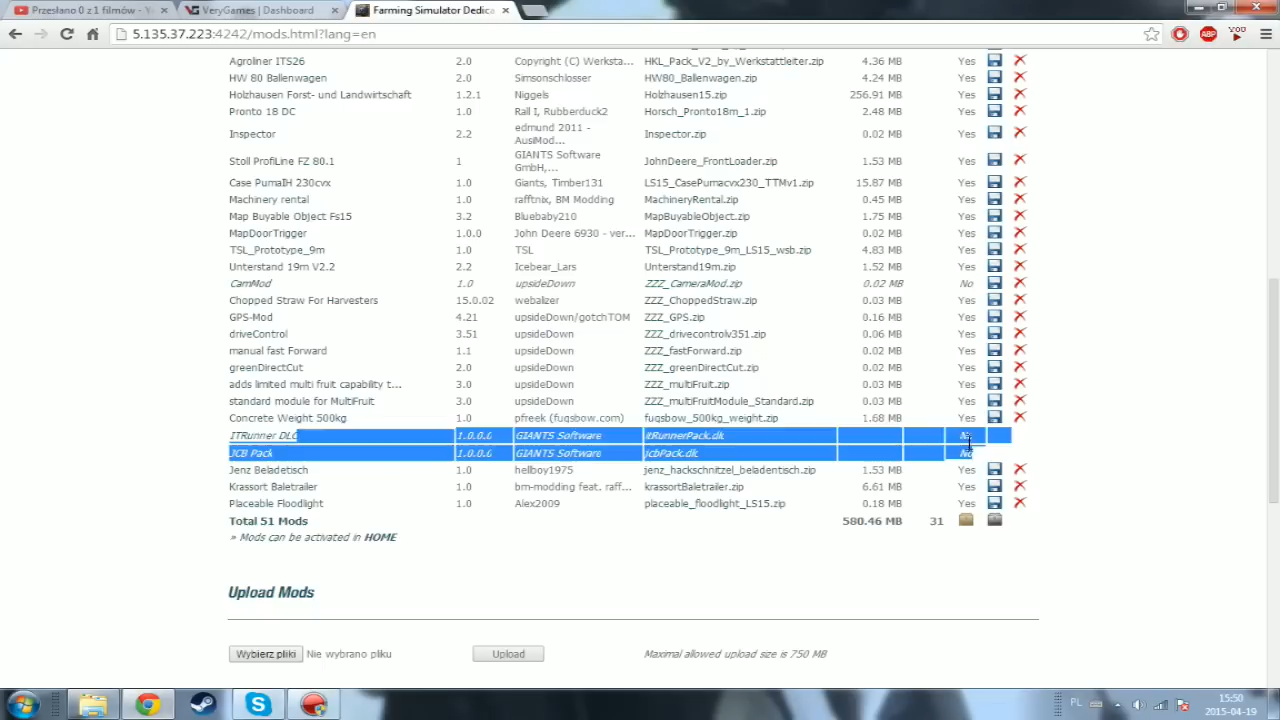 Przesłano 0 z 1 filmów - Y VeryGames | Dashboard Farming Simulator Dedica
5.135.37.223:4242/mods.html?lang=en
Agroliner ITS26 2.0 Copyright (C) Werksta... HKL_Pack_V2_by_Werkstattleiter.zip 4.36 MB Yes
HW 80 Ballenwagen 2.0 Simsonschlosser HW80_Ballenwagen.zip 4.24 MB Yes
Holzhausen Forst- und Landwirtschaft 1.2.1 Niggels Holzhausen15.zip 256.91 MB Yes
Pronto 18 DC 1.0 Rall I, Rubberduck2 Horsch_Pronto18m_1.zip 2.48 MB Yes
Inspector 2.2 edmund 2011 - AusiMod... Inspector.zip 0.02 MB Yes
Stoll ProfiLine FZ 80.1 1 GIANTS Software GmbH,... JohnDeere_FrontLoader.zip 1.53 MB Yes
Case PumaIH 230cvx 1.0 Giants, Timber131 LS15_CasePumacvx230_TTMv1.zip 15.87 MB Yes
Machinery rental 1.0 rafftnix, BM Modding MachineryRental.zip 0.45 MB Yes
Map Buyable Object Fs15 3.2 Bluebaby210 MapBuyableObject.zip 1.75 MB Yes
MapDoorTrigger 1.0.0 John Deere 6930 - ver... MapDoorTrigger.zip 0.02 MB Yes
TSL_Prototype_9m 1.0 TSL TSL_Prototype_9m_LS15_wsb.zip 4.83 MB Yes
Unterstand 19m V2.2 2.2 Icebear_Lars Unterstand19m.zip 1.52 MB Yes
CamMod 1.0 upsideDown ZZZ_CameraMod.zip 0.02 MB No
Chopped Straw For Harvesters 15.0.02 webalizer ZZZ_ChoppedStraw.zip 0.03 MB Yes
GPS-Mod 4.21 upsideDown/gotchTOM ZZZ_GPS.zip 0.16 MB Yes
driveControl 3.51 upsideDown ZZZ_drivecontrolv351.zip 0.06 MB Yes
manual fast Forward 1.1 upsideDown ZZZ_fastForward.zip 0.02 MB Yes
greenDirectCut 2.0 upsideDown ZZZ_greenDirectCut.zip 0.02 MB Yes
adds limited multi fruit capability t... 3.0 upsideDown ZZZ_multiFruit.zip 0.03 MB Yes
standard module for MultiFruit 3.0 upsideDown ZZZ_multiFruitModule_Standard.zip 0.03 MB Yes
Concrete Weight 500kg 1.0 pfreek (fuqsbow.com) fuqsbow_500kg_weight.zip 1.68 MB Yes
ITRunner DLC 1.0.0.0 GIANTS Software itRunnerPack.dlc No
JCB Pack 1.0.0.0 GIANTS Software jcbPack.dlc No
Jenz Beladetisch 1.0 hellboy1975 jenz_hackschnitzel_beladentisch.zip 1.53 MB Yes
Krassort Baletrailer 1.0 bm-modding feat. raff... krassortBaletrailer.zip 6.61 MB Yes
Placeable Floodlight 1.0 Alex2009 placeable_floodlight_LS15.zip 0.18 MB Yes
Total 51 Mods 580.46 MB 31
» Mods can be activated in HOME
Upload Mods
Wybierz pliki Nie wybrano pliku Upload Maximal allowed upload size is 750 MB
PL 15:50
2015-04-19